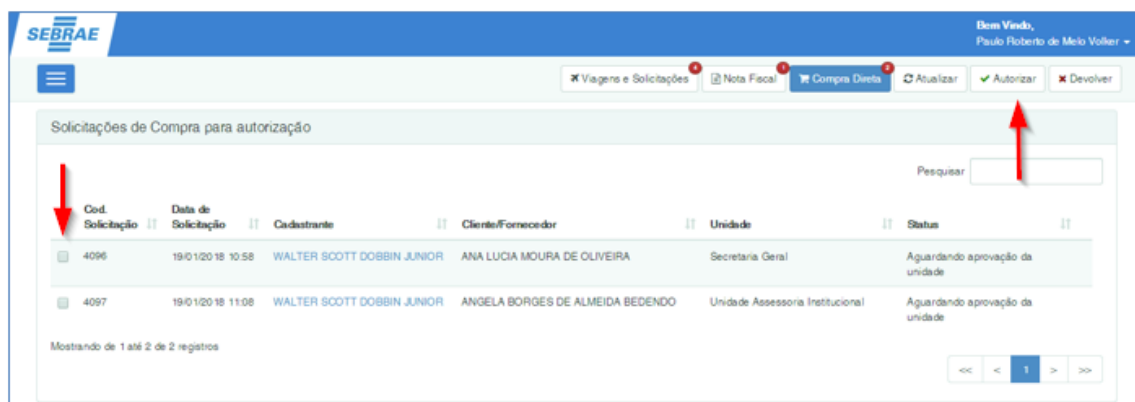 SEBRAE
Bem Vindo,
Paulo Roberto de Melo Volker
4 1 2
Viagens e Solicitações Nota Fiscal Compra Direta Atualizar Autorizar Devolver
Solicitações de Compra para autorização
Pesquisar
Cod. Solicitação Data de Solicitação Cadastrante Cliente/Fornecedor Unidade Status
4096 19/01/2018 10:58 WALTER SCOTT DOBBIN JUNIOR ANA LUCIA MOURA DE OLIVEIRA Secretaria Geral Aguardando aprovação da
unidade
4097 19/01/2018 11:08 WALTER SCOTT DOBBIN JUNIOR ANGELA BORGES DE ALMEIDA BEDENDO Unidade Assessoria Institucional Aguardando aprovação da
unidade
Mostrando de 1 até 2 de 2 registros
<< < 1 > >>